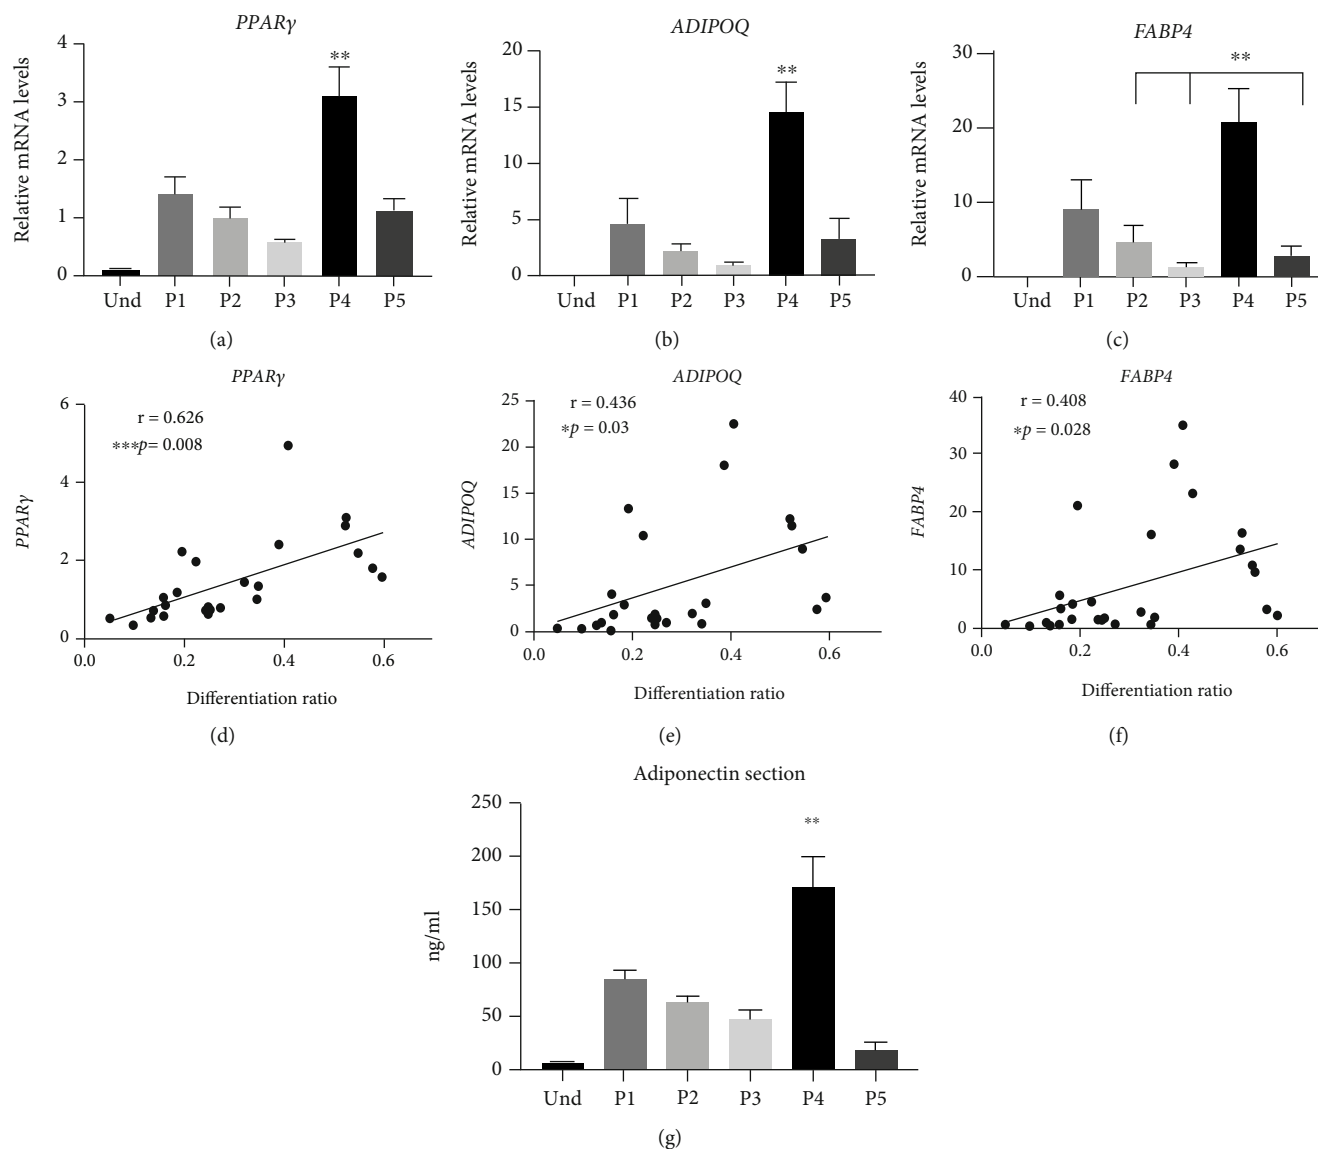 PPARγ
Relative mRNA levels
4
3
2
1
0
**
Und P1 P2 P3 P4 P5
(a)
ADIPOQ
Relative mRNA levels
20
15
10
5
0
**
Und P1 P2 P3 P4 P5
(b)
FABP4
Relative mRNA levels
30
20
10
0
**
Und P1 P2 P3 P4 P5
(c)
PPARγ
r = 0.626
***p= 0.008
PPARγ
6
4
2
0
0.0 0.2 0.4 0.6
Differentiation ratio
(d)
ADIPOQ
r = 0.436
*p = 0.03
ADIPOQ
25
20
15
10
5
0
0.0 0.2 0.4 0.6
Differentiation ratio
(e)
FABP4
r = 0.408
*p = 0.028
FABP4
40
30
20
10
0
0.0 0.2 0.4 0.6
Differentiation ratio
(f)
Adiponectin section
ng/ml
250
200
150
100
50
0
**
Und P1 P2 P3 P4 P5
(g)